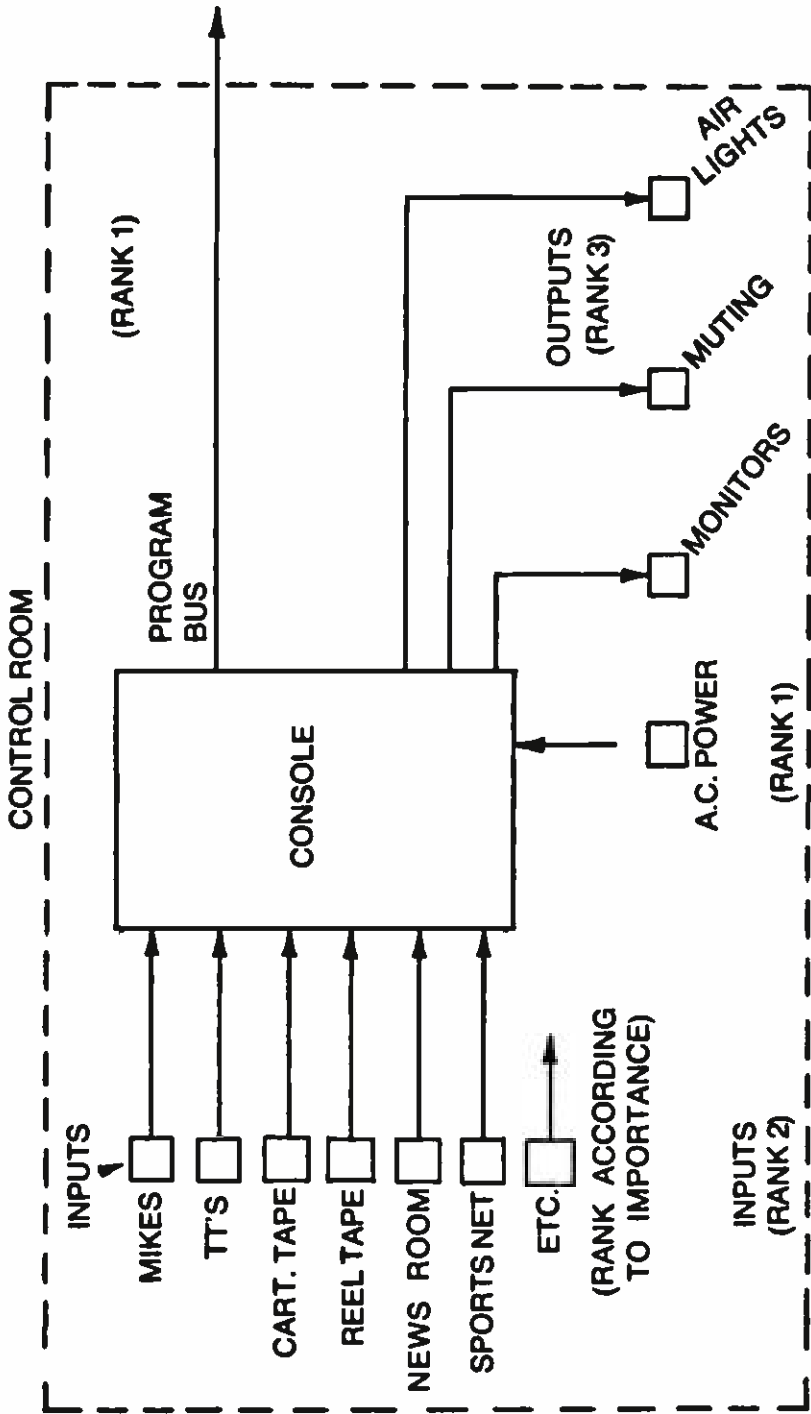 CONTROL ROOM
INPUTS
MIKES
TT'S
CART. TAPE
REEL TAPE
NEWS ROOM
SPORTS NET
ETC.
(RANK ACCORDING
TO IMPORTANCE)
INPUTS
(RANK 2)
CONSOLE
PROGRAM
BUS
(RANK 1)
A.C. POWER
(RANK 1)
OUTPUTS
(RANK 3)
MONITORS
MUTING
AIR
LIGHTS